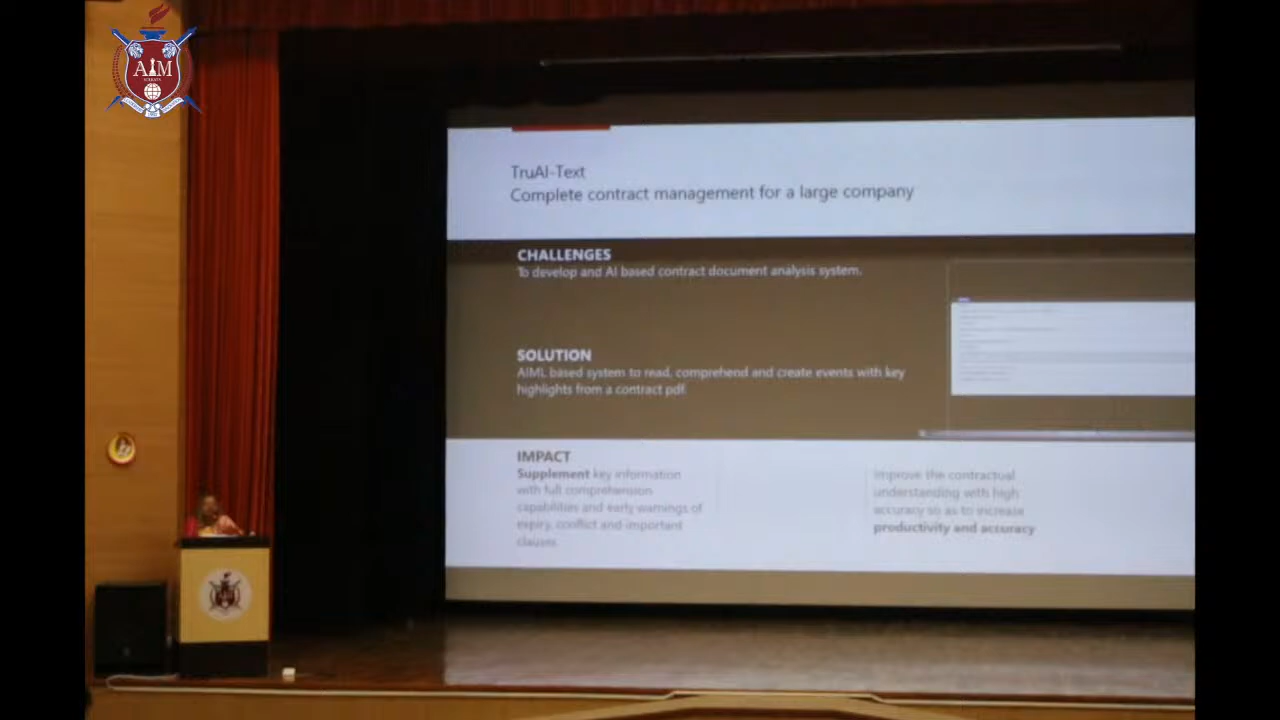 AIM
TruAI-Text
Complete contract management for a large company
CHALLENGES
To develop and AI based contract document analysis system.
SOLUTION
AIML based system to read, comprehend and create events with key
highlights from a contract pdf.
IMPACT
Supplement key information
with full comprehension
capabilities and early warnings of
expiry, conflict and important
clauses
Improve the contractual
understanding with high
accuracy so as to increase
productivity and accuracy